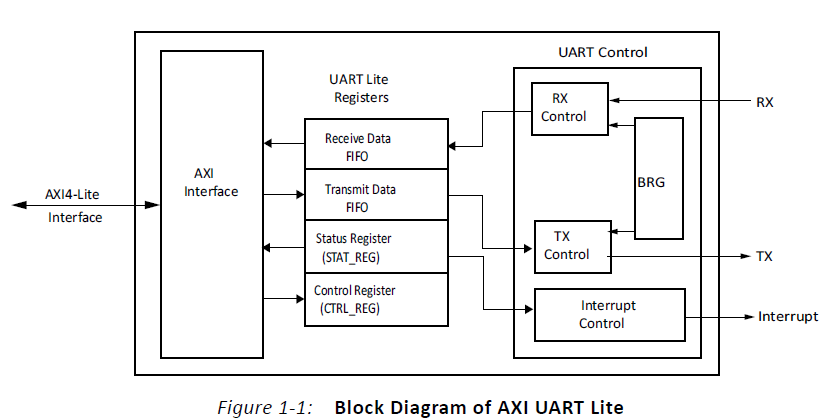 UART Control
UART Lite
Registers
RX
Control
RX
Receive Data
FIFO
AXI
Interface
BRG
AXI4-Lite
Interface
Transmit Data
FIFO
Status Register
(STAT_REG)
TX
Control
TX
Control Register
(CTRL_REG)
Interrupt
Control
Interrupt
Figure 1-1: Block Diagram of AXI UART Lite